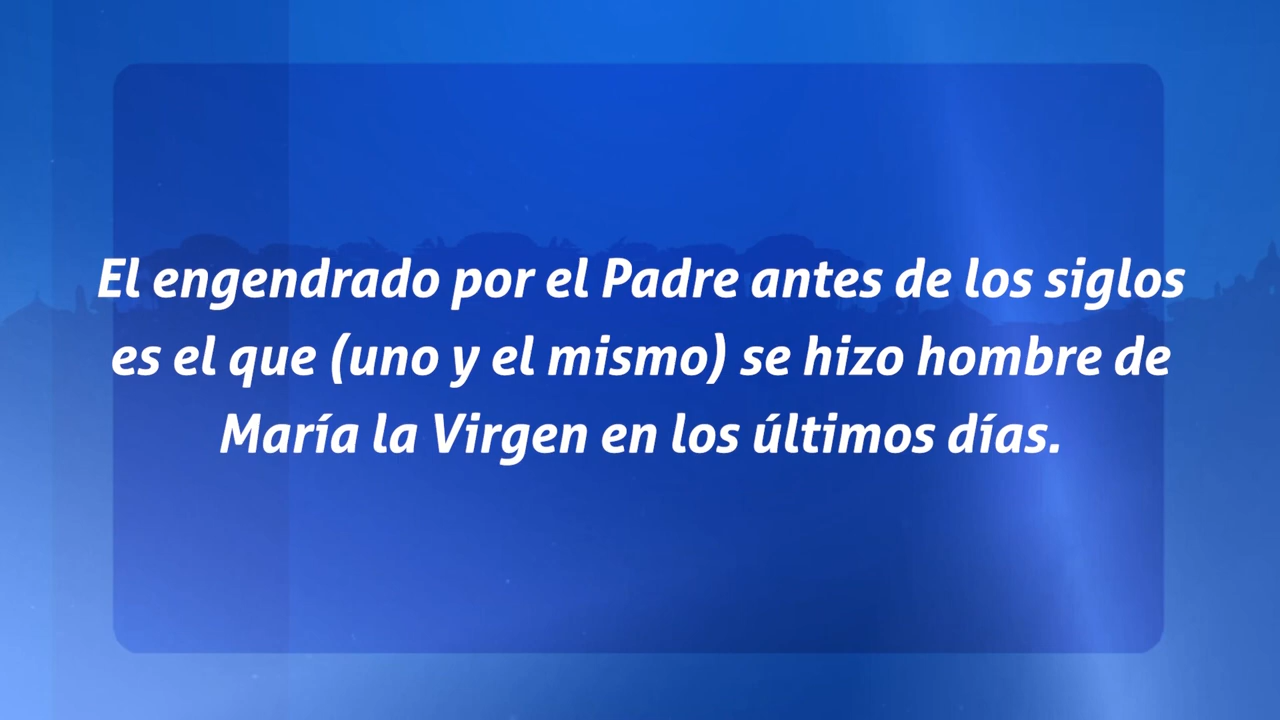 El engendrado por el Padre antes de los siglos
es el que (uno y el mismo) se hizo hombre de
María la Virgen en los últimos días.